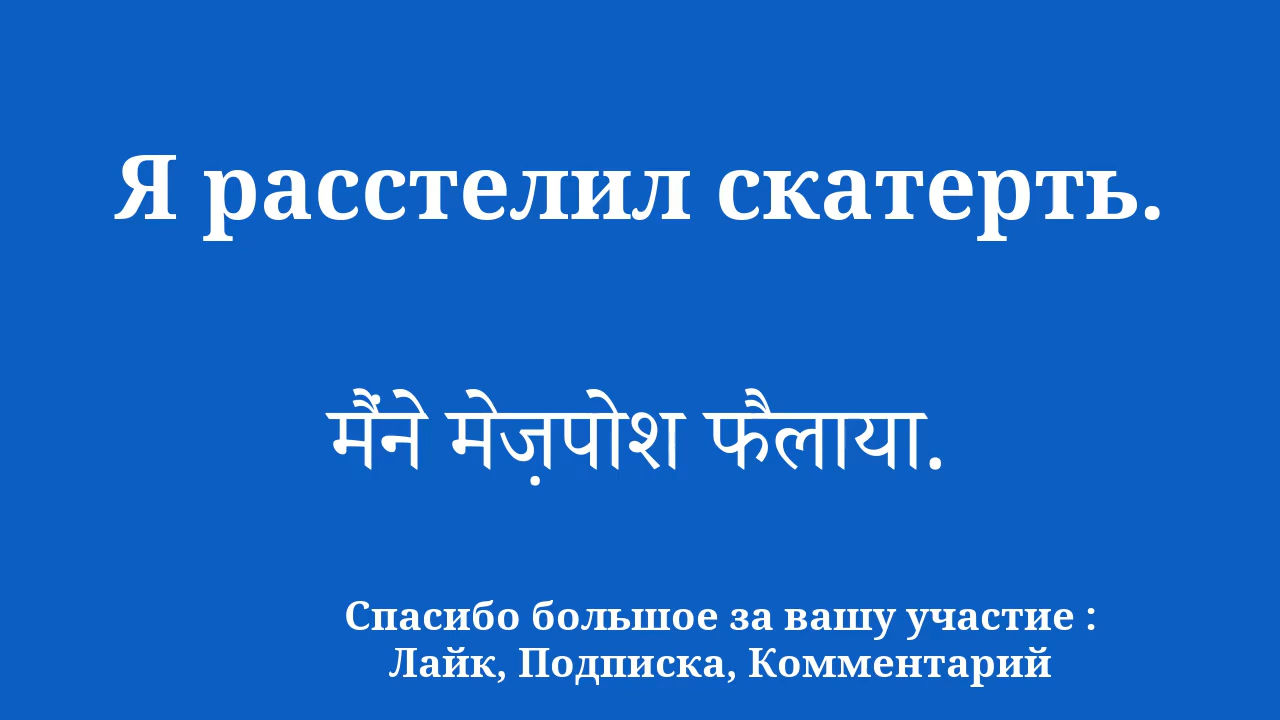 Я расстелил скатерть.
मैंने मेज़पोश फैलाया.
Спасибо большое за вашу участие :
Лайк, Подписка, Комментарий